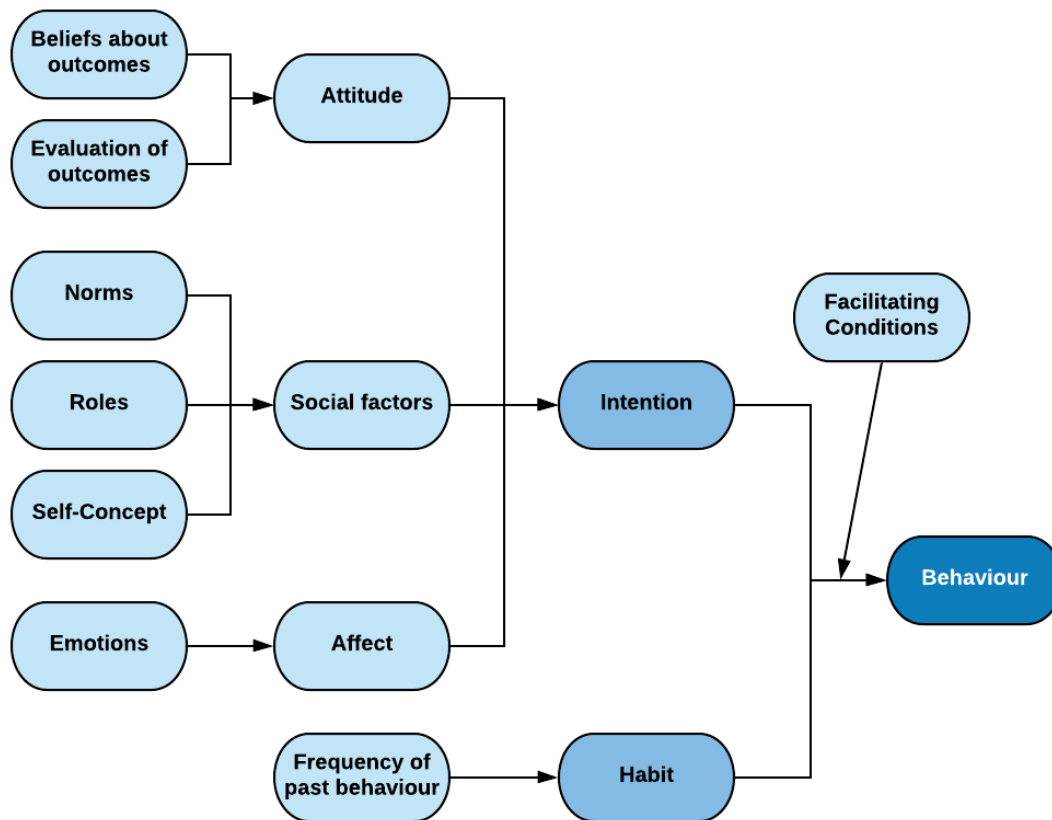 Beliefs about
outcomes
Attitude
Evaluation of
outcomes
Norms
Facilitating
Conditions
Roles
Social factors
Intention
Self-Concept
Behaviour
Emotions
Affect
Frequency of
past behaviour
Habit